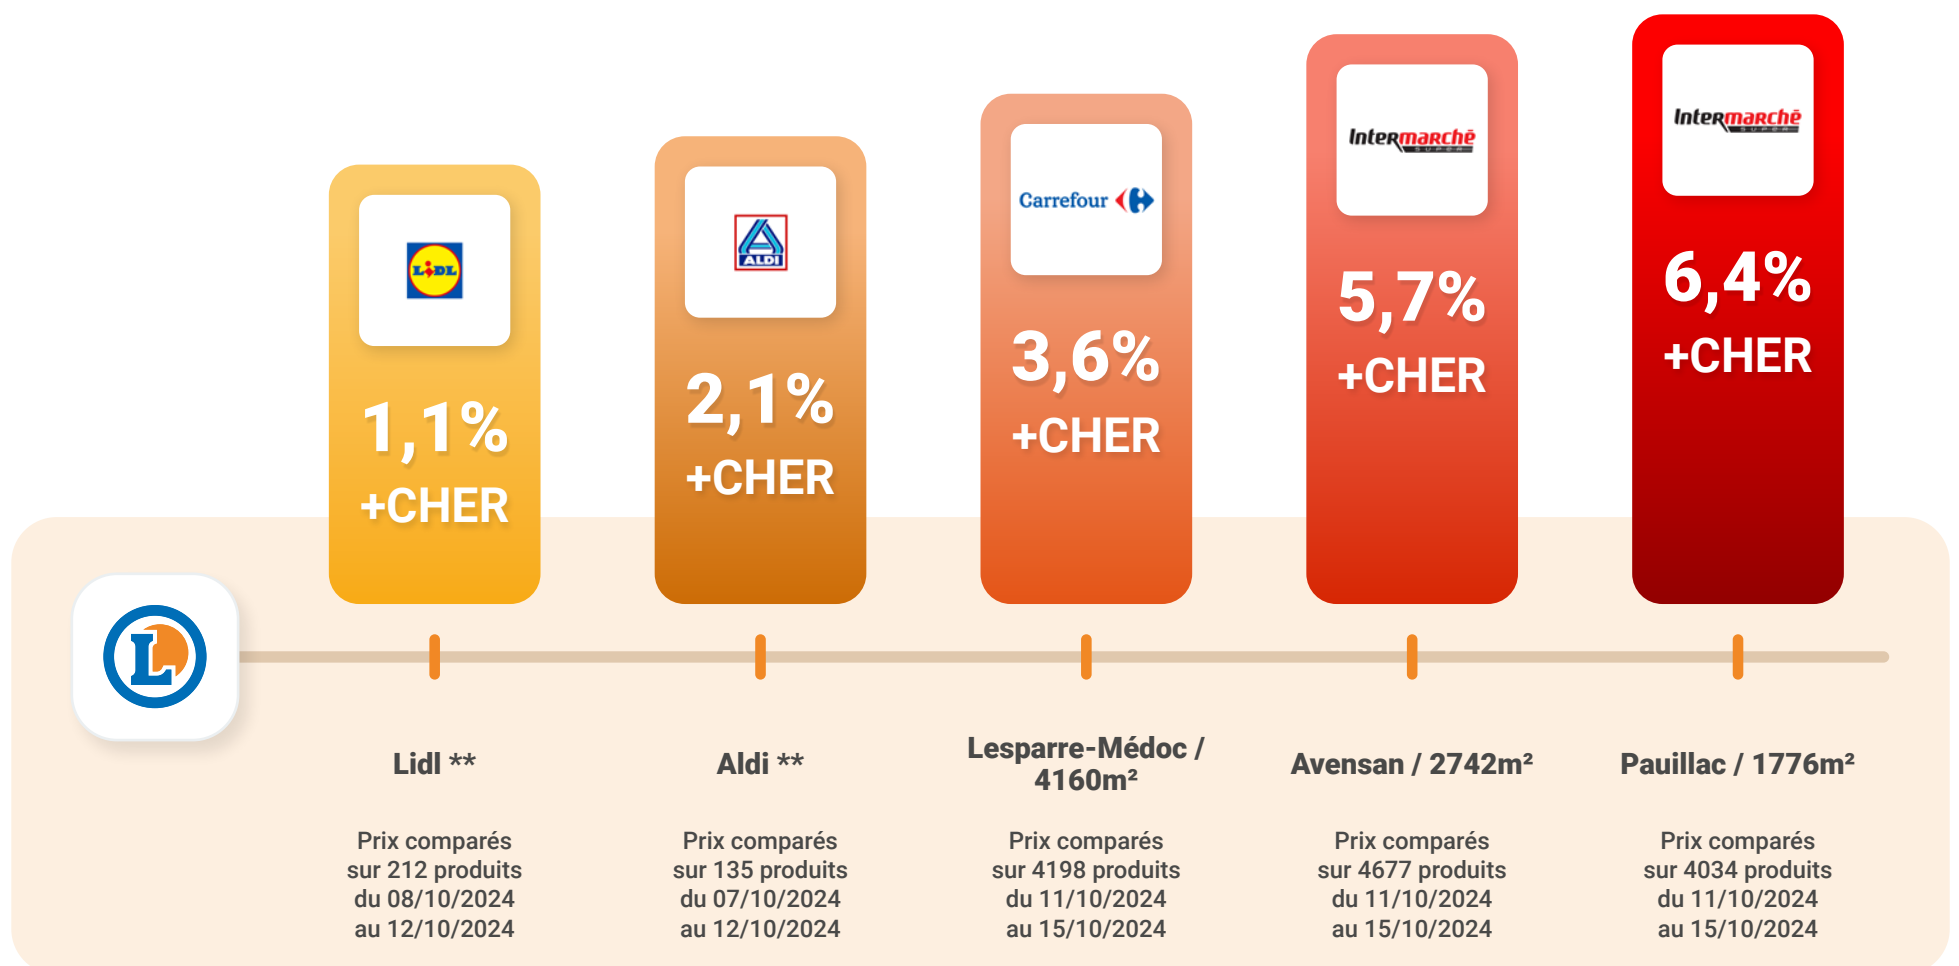 LIDL
1,1%
+CHER
ALDI
2,1%
+CHER
Carrefour
3,6%
+CHER
Intermarchē
SUPER
5,7%
+CHER
Intermarchē
SUPER
6,4%
+CHER
L
Lidl **
Prix comparés
sur 212 produits
du 08/10/2024
au 12/10/2024
Aldi **
Prix comparés
sur 135 produits
du 07/10/2024
au 12/10/2024
Lesparre-Médoc /
4160m²
Prix comparés
sur 4198 produits
du 11/10/2024
au 15/10/2024
Avensan / 2742m²
Prix comparés
sur 4677 produits
du 11/10/2024
au 15/10/2024
Pauillac / 1776m²
Prix comparés
sur 4034 produits
du 11/10/2024
au 15/10/2024